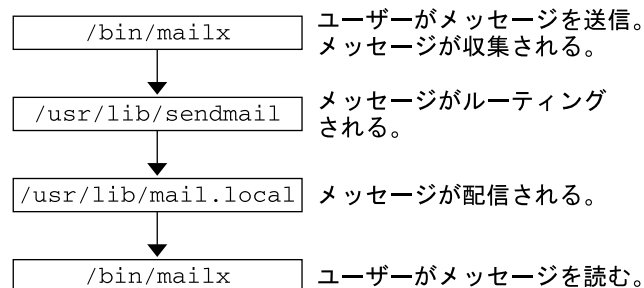 /bin/mailx
ユーザーがメッセージを送信。
メッセージが収集される。
/usr/lib/sendmail
メッセージがルーティング
される。
/usr/lib/mail.local
メッセージが配信される。
/bin/mailx
ユーザーがメッセージを読む。